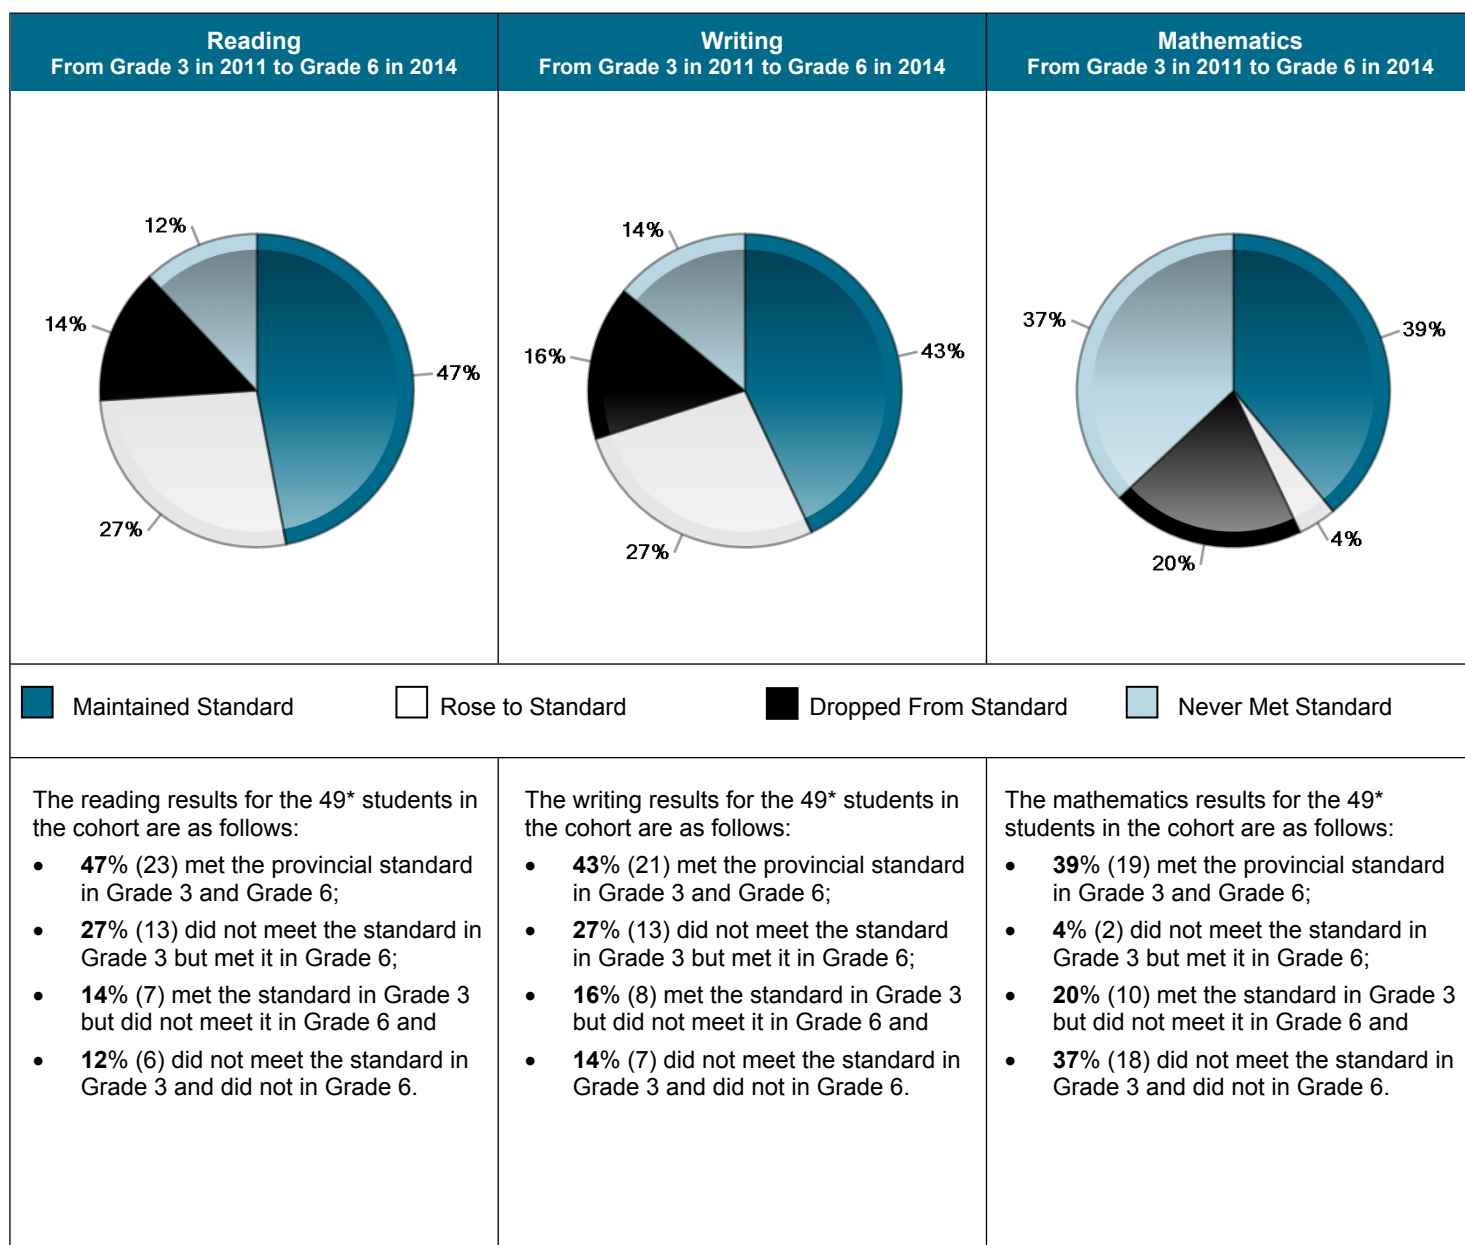 Reading
From Grade 3 in 2011 to Grade 6 in 2014
Writing
From Grade 3 in 2011 to Grade 6 in 2014
Mathematics
From Grade 3 in 2011 to Grade 6 in 2014
12%
14%
47%
27%
14%
16%
43%
27%
37%
39%
20%
4%
Maintained Standard
Rose to Standard
Dropped From Standard
Never Met Standard
The reading results for the 49* students in
the cohort are as follows:
• 47% (23) met the provincial standard
in Grade 3 and Grade 6;
• 27% (13) did not meet the standard in
Grade 3 but met it in Grade 6;
• 14% (7) met the standard in Grade 3
but did not meet it in Grade 6 and
• 12% (6) did not meet the standard in
Grade 3 and did not in Grade 6.
The writing results for the 49* students in
the cohort are as follows:
• 43% (21) met the provincial standard
in Grade 3 and Grade 6;
• 27% (13) did not meet the standard
in Grade 3 but met it in Grade 6;
• 16% (8) met the standard in Grade 3
but did not meet it in Grade 6 and
• 14% (7) did not meet the standard in
Grade 3 and did not in Grade 6.
The mathematics results for the 49*
students in the cohort are as follows:
• 39% (19) met the provincial standard
in Grade 3 and Grade 6;
• 4% (2) did not meet the standard in
Grade 3 but met it in Grade 6;
• 20% (10) met the standard in Grade 3
but did not meet it in Grade 6 and
• 37% (18) did not meet the standard in
Grade 3 and did not in Grade 6.